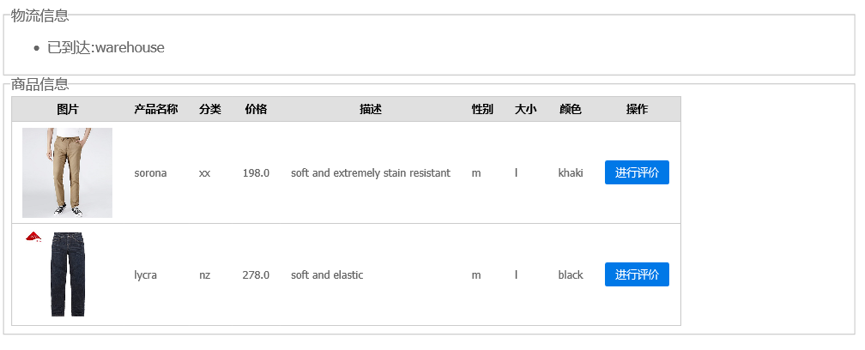 物流信息
已到达:warehouse
商品信息
图片 产品名称 分类 价格 描述 性别 大小 颜色 操作
sorona xx 198.0 soft and extremely stain resistant m l khaki 进行评价
lycra nz 278.0 soft and elastic m l black 进行评价